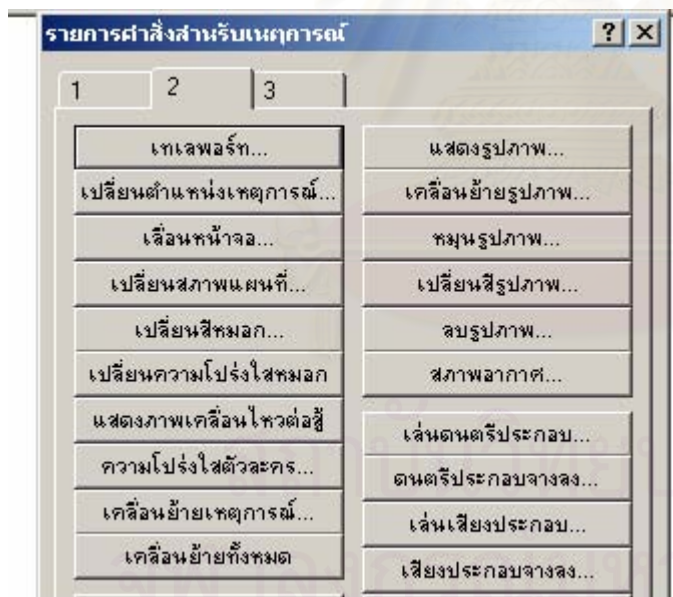 รายการคำสั่งสำหรับเหตุการณ์
1 2 3
เทเลพอร์ท...
เปลี่ยนตำแหน่งเหตุการณ์...
เลื่อนหน้าจอ...
เปลี่ยนสภาพแผนที่...
เปลี่ยนสีหมอก...
เปลี่ยนความโปร่งใสหมอก
แสดงภาพเคลื่อนไหวต่อสู้
ความโปร่งใสตัวละคร...
เคลื่อนย้ายเหตุการณ์...
เคลื่อนย้ายทั้งหมด
แสดงรูปภาพ...
เคลื่อนย้ายรูปภาพ...
หมุนรูปภาพ...
เปลี่ยนสีรูปภาพ...
ลบรูปภาพ...
สภาพอากาศ...
เล่นดนตรีประกอบ...
ดนตรีประกอบจางลง...
เล่นเสียงประกอบ...
เสียงประกอบจางลง...